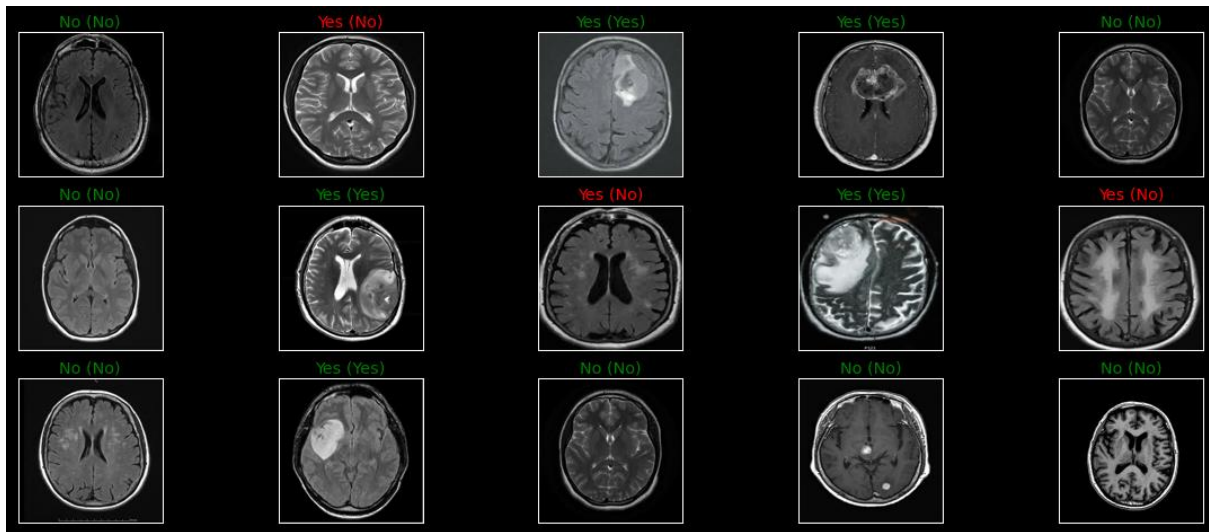 No (No)
Yes (No)
Yes (Yes)
Yes (Yes)
No (No)
No (No)
Yes (Yes)
Yes (No)
Yes (Yes)
Yes (No)
No (No)
Yes (Yes)
No (No)
No (No)
No (No)